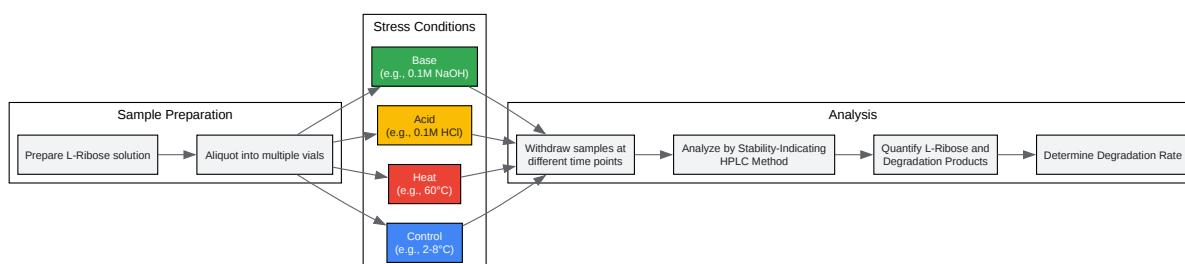 Sample Preparation
Prepare L-Ribose solution
Aliquot into multiple vials
Stress Conditions
Base
(e.g., 0.1M NaOH)
Acid
(e.g., 0.1M HCl)
Heat
(e.g., 60°C)
Control
(e.g., 2-8°C)
Analysis
Withdraw samples at
different time points
Analyze by Stability-Indicating
HPLC Method
Quantify L-Ribose and
Degradation Products
Determine Degradation Rate